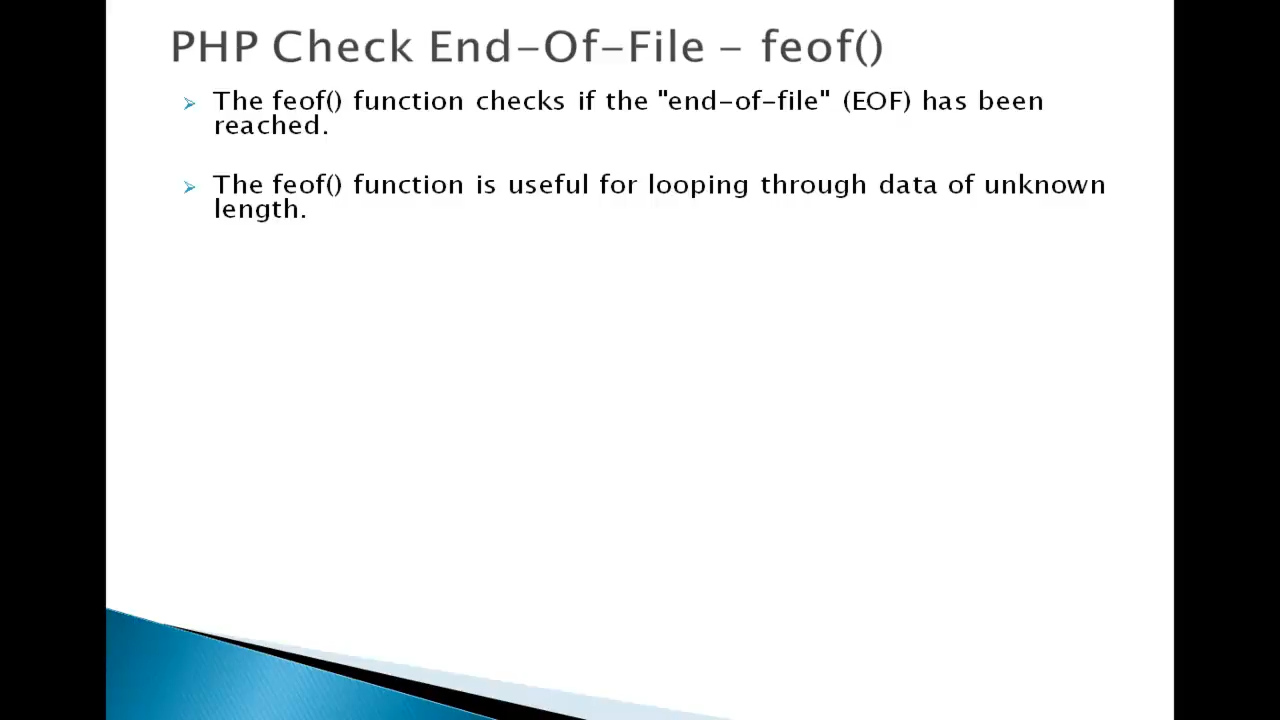 PHP Check End-Of-File - feof()
The feof() function checks if the "end-of-file" (EOF) has been
reached.
The feof() function is useful for looping through data of unknown
length.